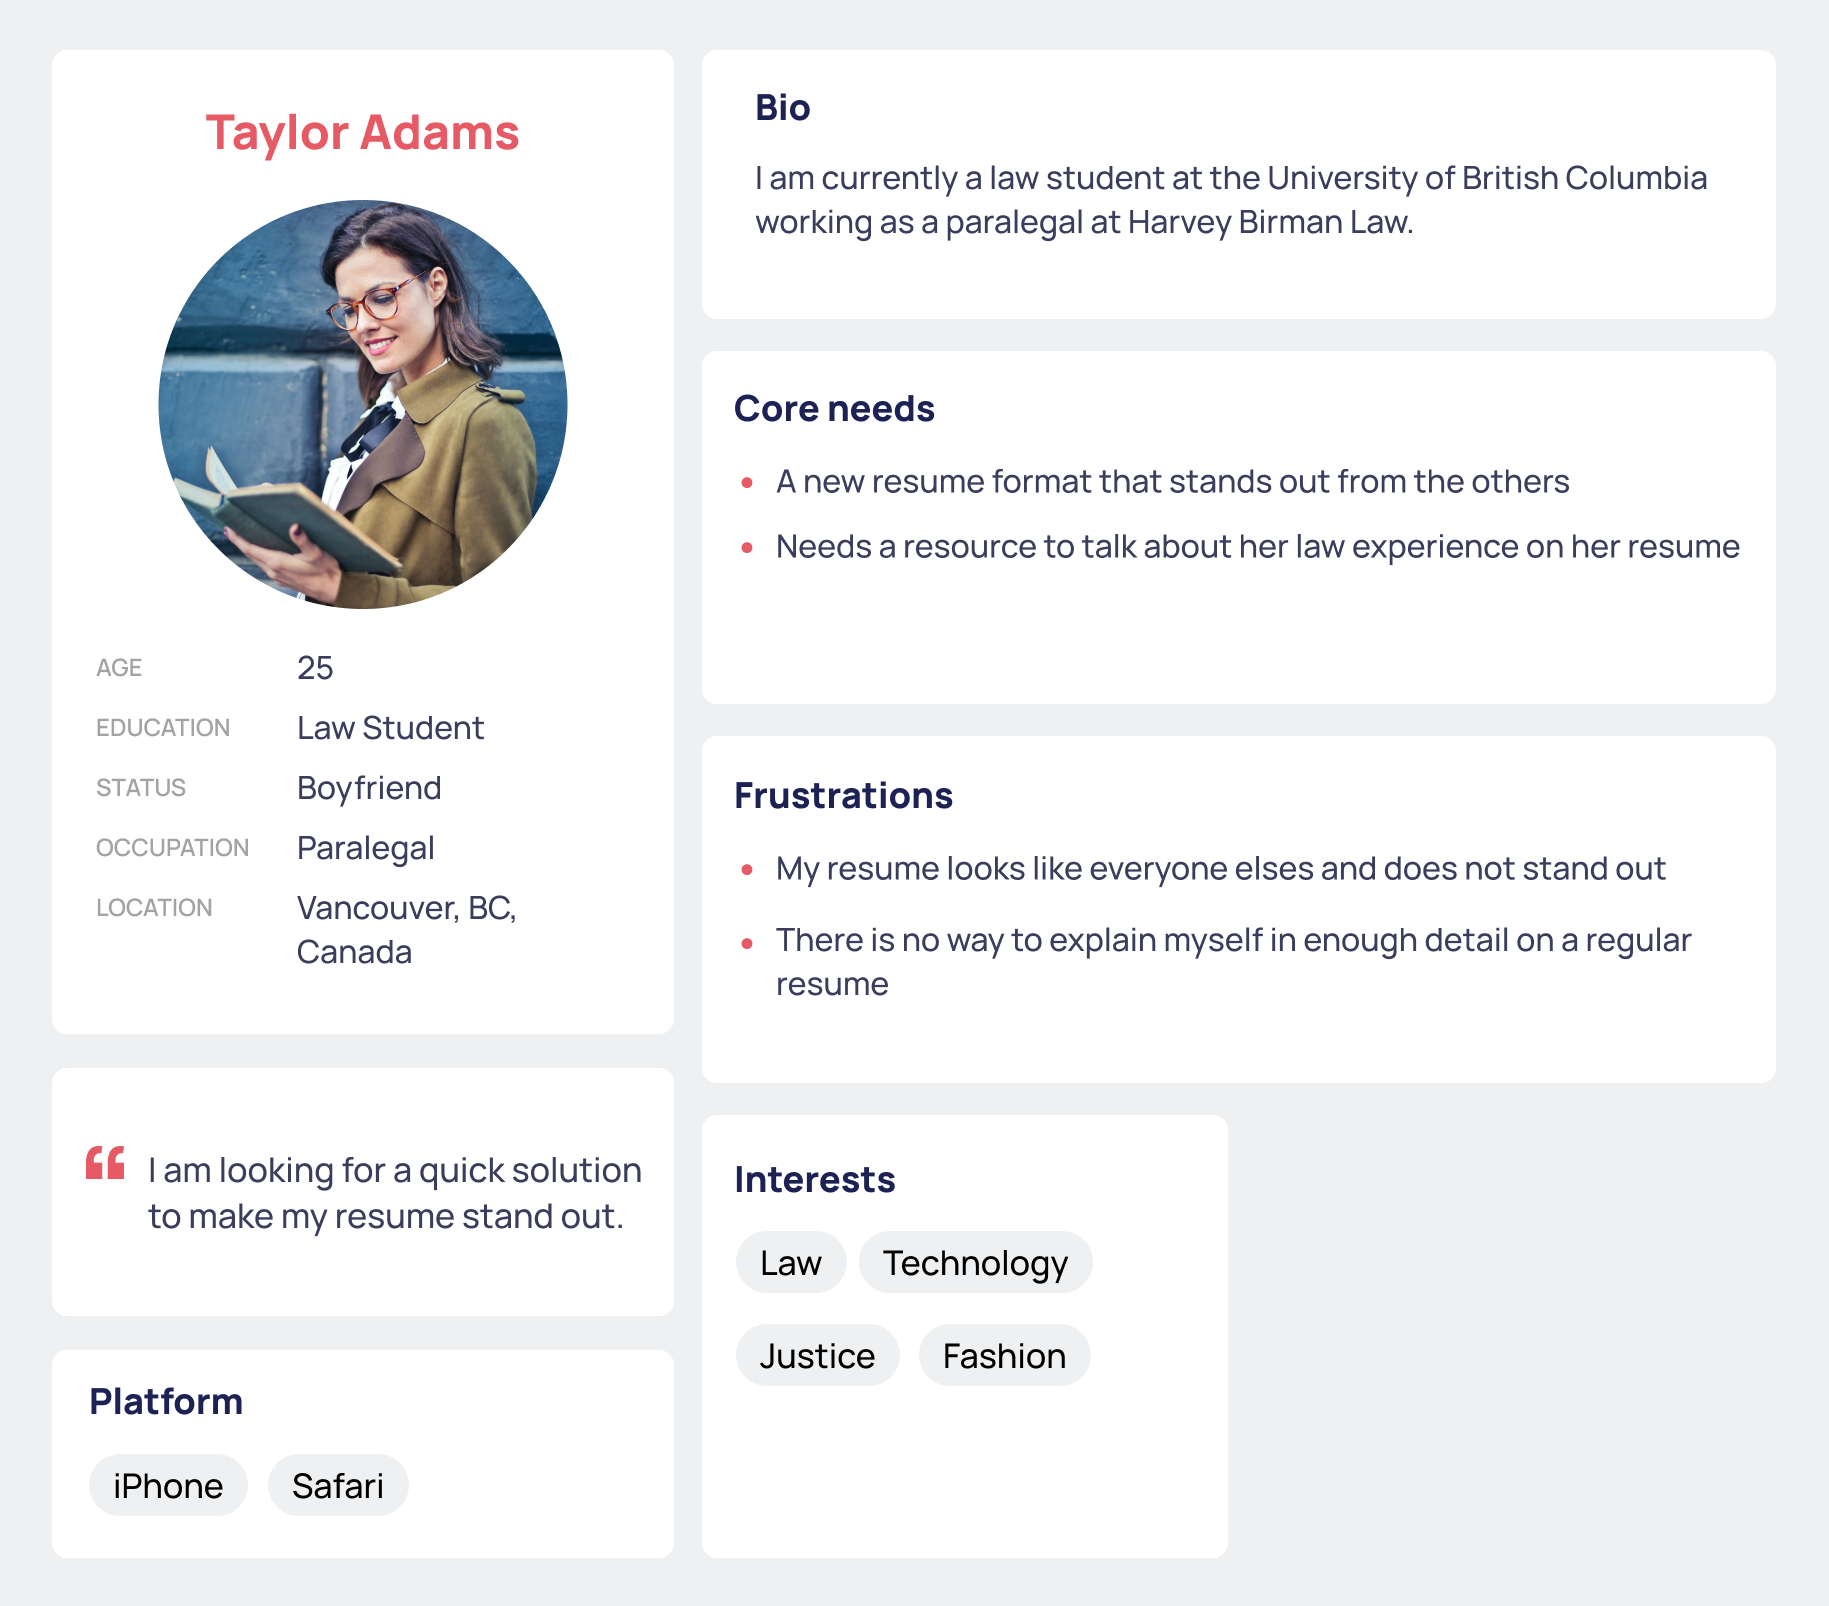 Taylor Adams
AGE 25
EDUCATION Law Student
STATUS Boyfriend
OCCUPATION Paralegal
LOCATION Vancouver, BC,
Canada
“ I am looking for a quick solution
to make my resume stand out.
Platform
iPhone Safari
Bio
I am currently a law student at the University of British Columbia
working as a paralegal at Harvey Birman Law.
Core needs
• A new resume format that stands out from the others
• Needs a resource to talk about her law experience on her resume
Frustrations
• My resume looks like everyone elses and does not stand out
• There is no way to explain myself in enough detail on a regular
resume
Interests
Law Technology
Justice Fashion